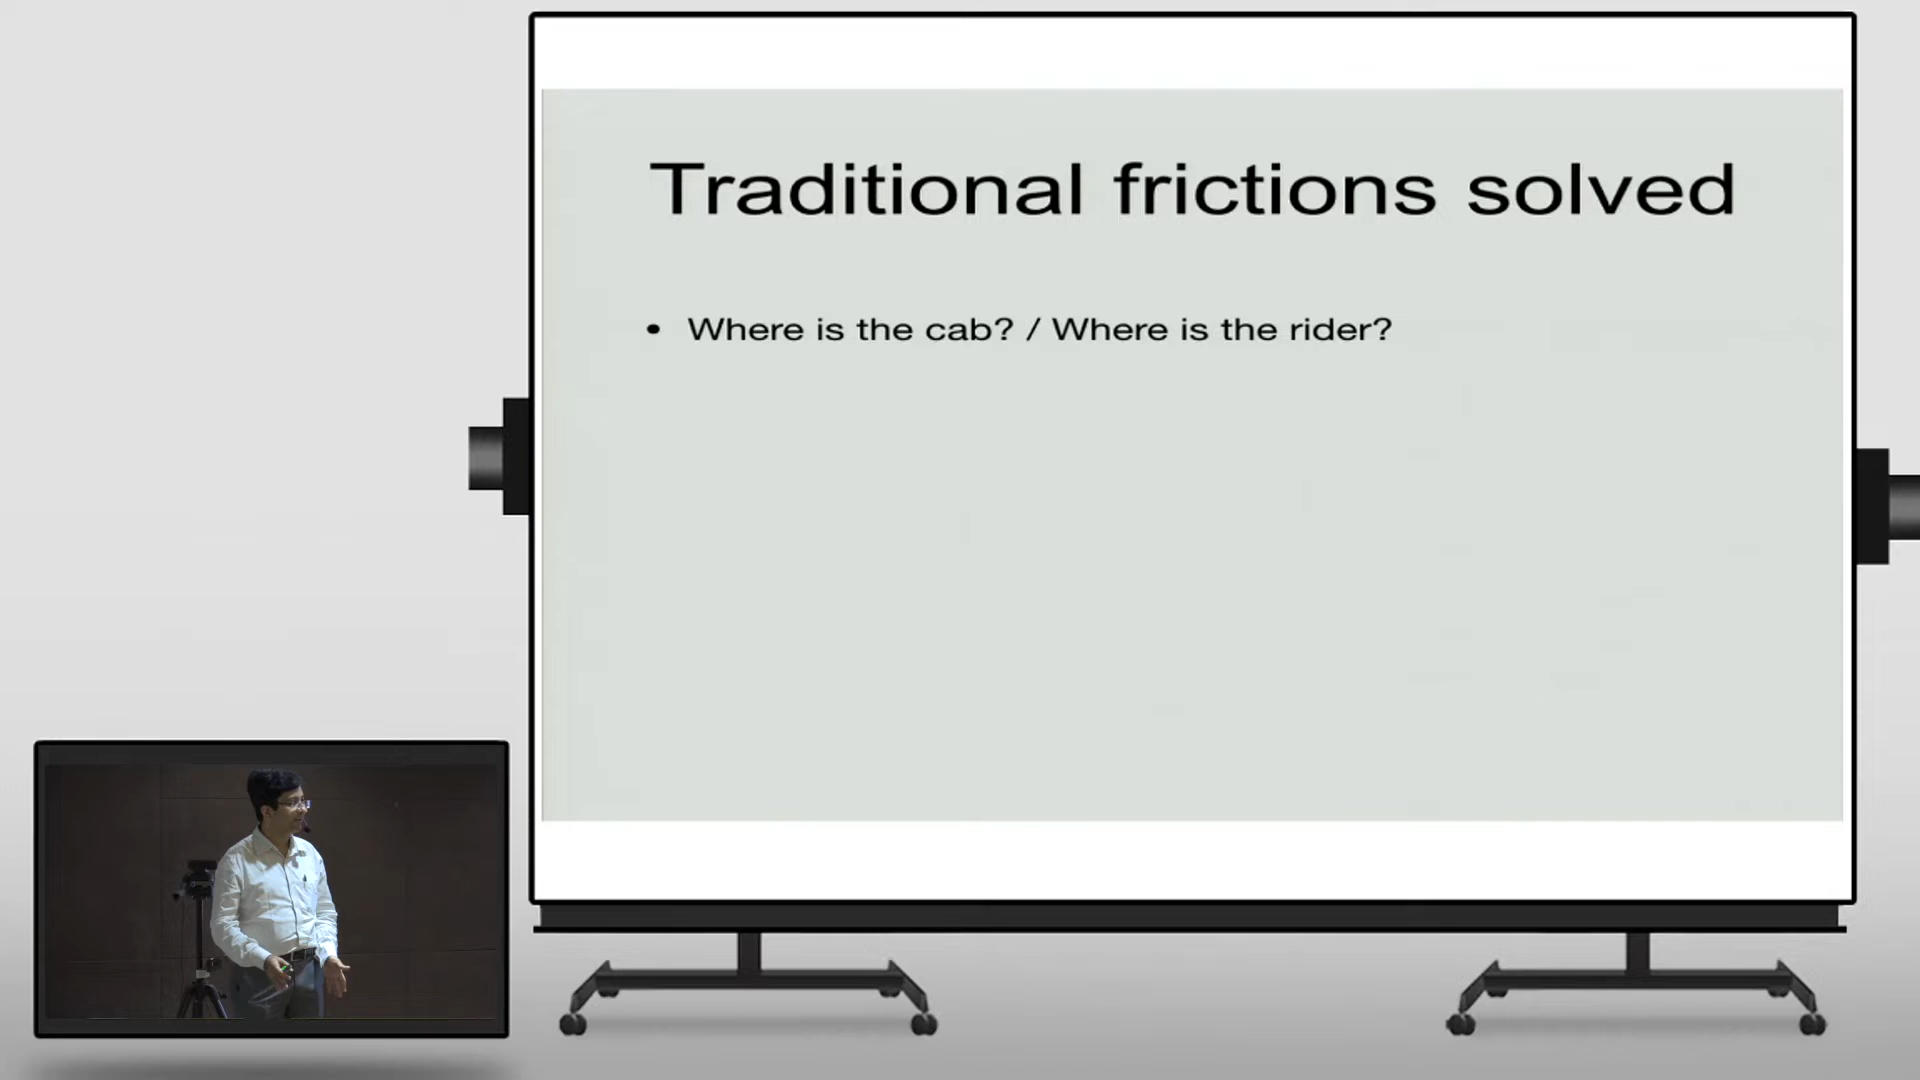 Traditional frictions solved
• Where is the cab? / Where is the rider?